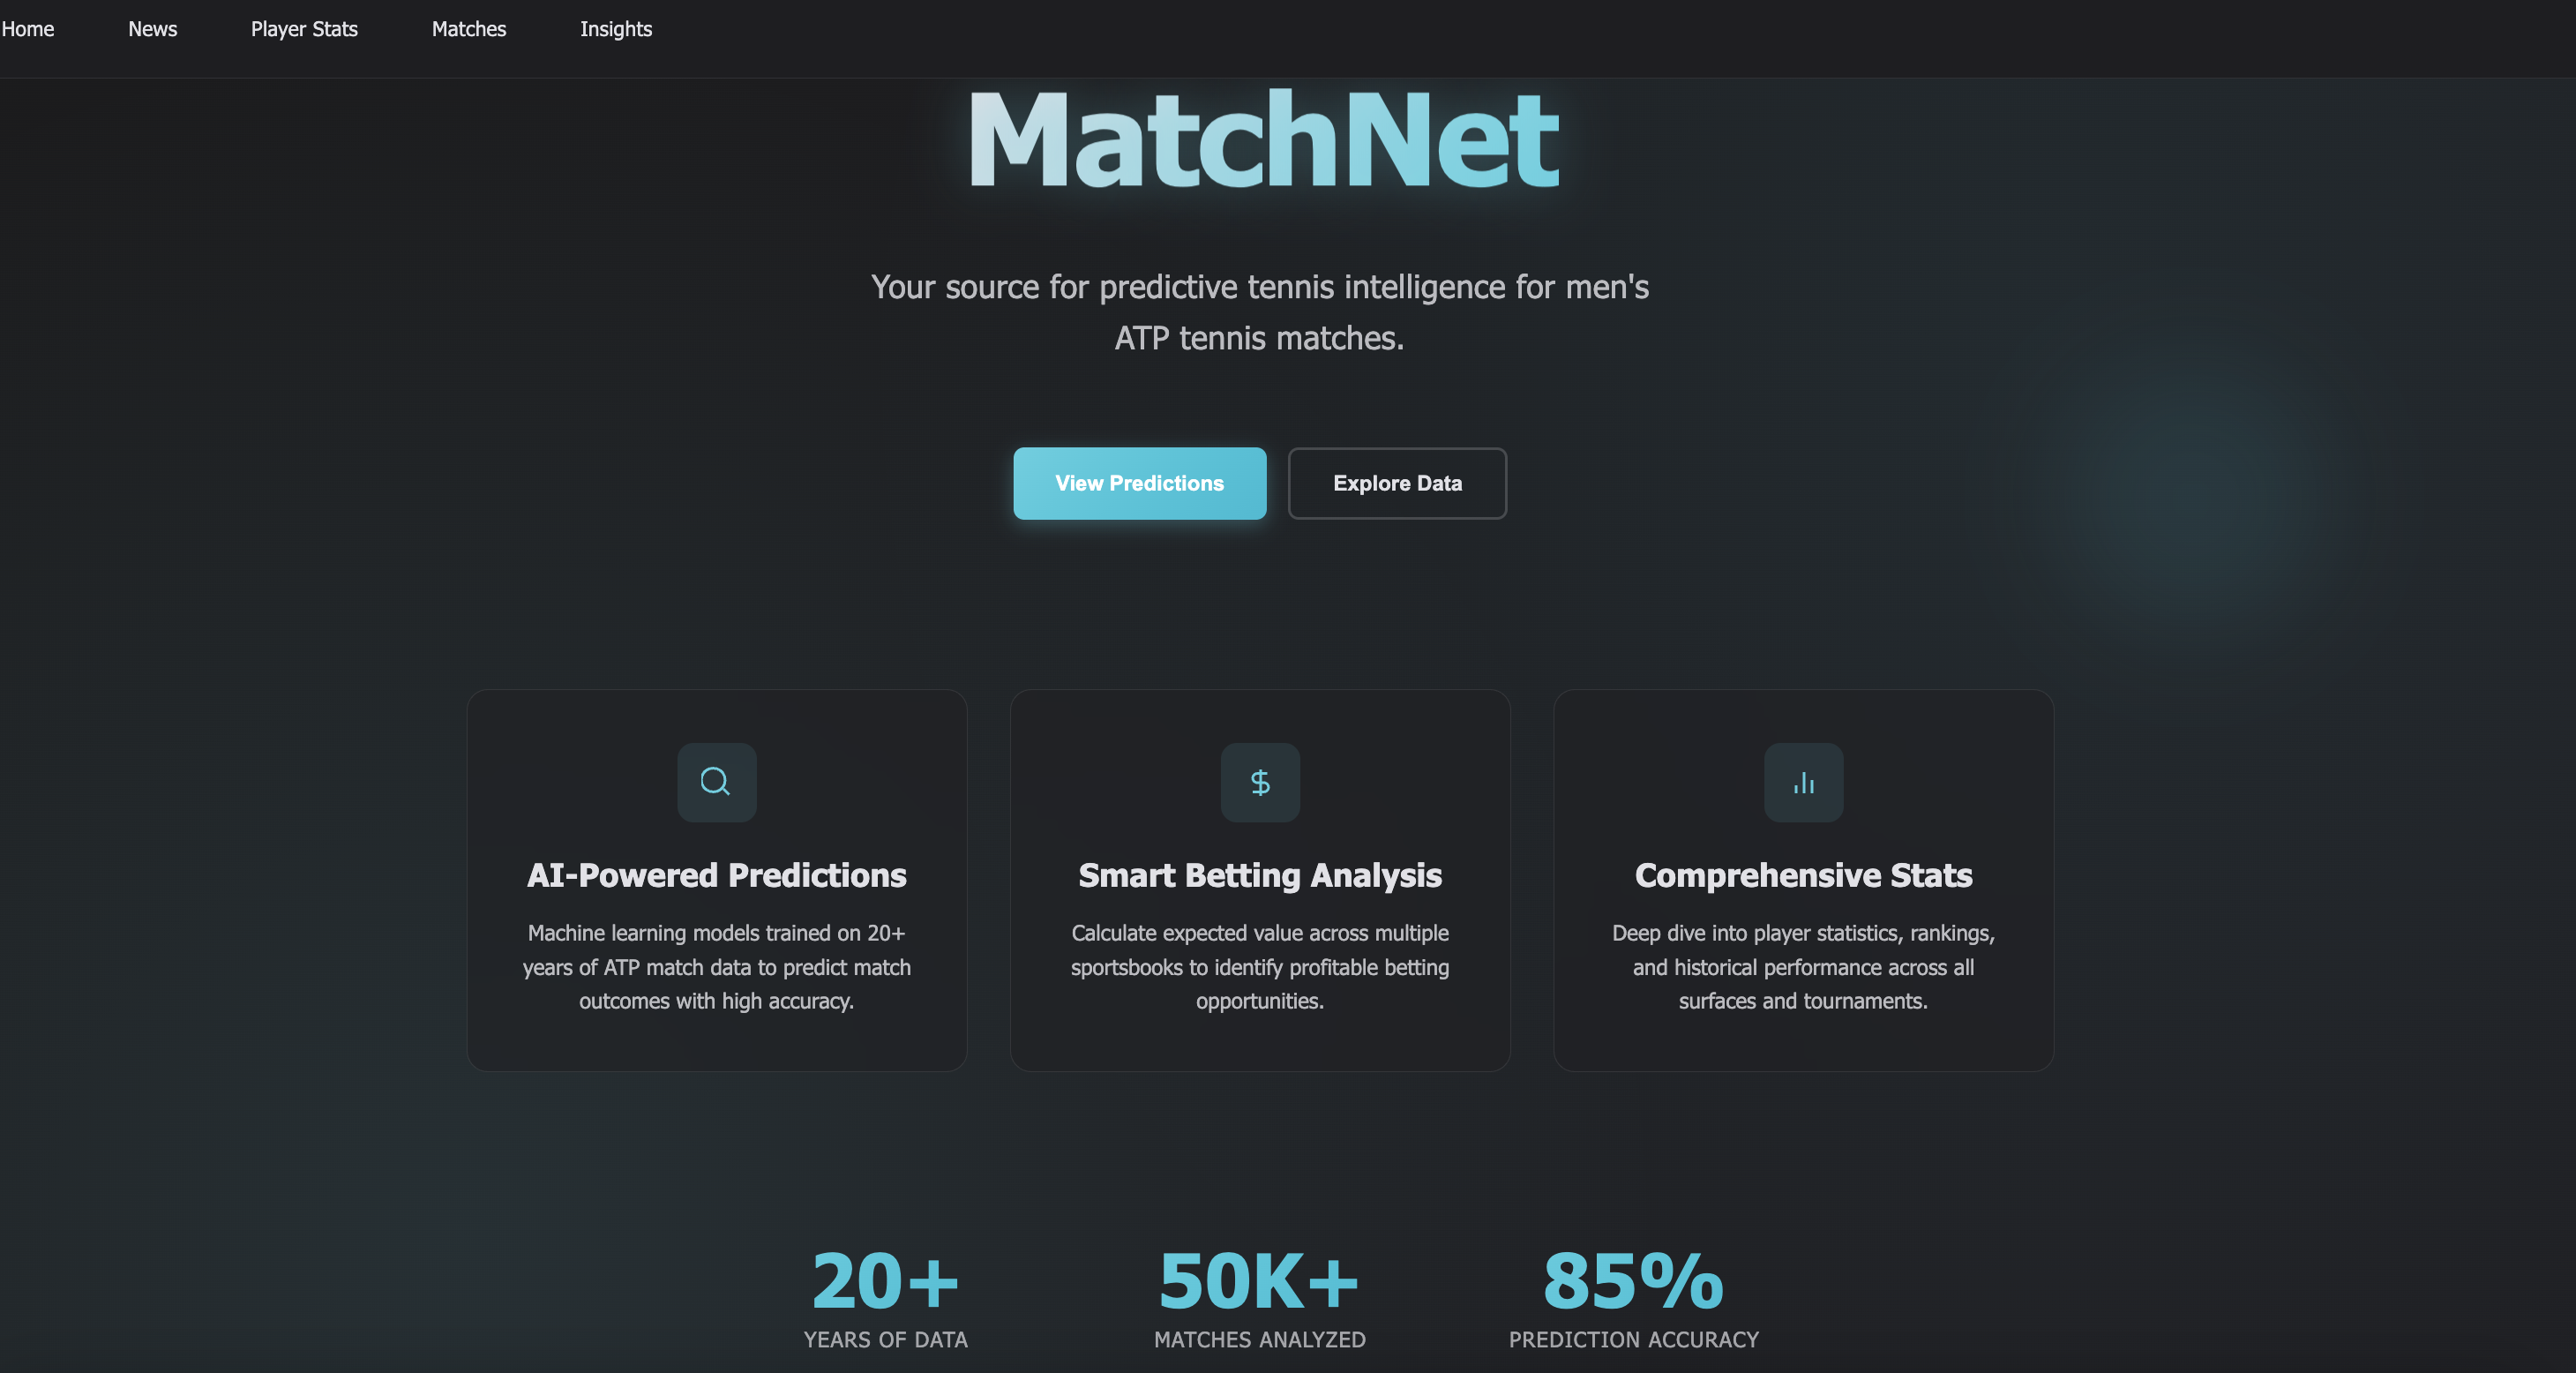 Home News Player Stats Matches Insights
MatchNet
Your source for predictive tennis intelligence for men's
ATP tennis matches.
View Predictions Explore Data
AI-Powered Predictions
Machine learning models trained on 20+
years of ATP match data to predict match
outcomes with high accuracy.
Smart Betting Analysis
Calculate expected value across multiple
sportsbooks to identify profitable betting
opportunities.
Comprehensive Stats
Deep dive into player statistics, rankings,
and historical performance across all
surfaces and tournaments.
20+
YEARS OF DATA
50K+
MATCHES ANALYZED
85%
PREDICTION ACCURACY